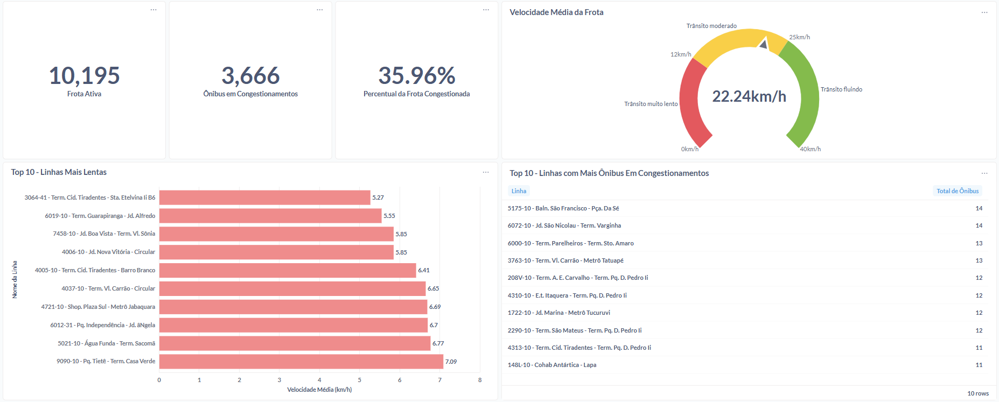 10,195
Frota Ativa
3,666
Ônibus em Congestionamentos
35.96%
Percentual da Frota Congestionada
Velocidade Média da Frota
Trânsito moderado
25km/h
12km/h
Trânsito fluindo
22.24km/h
Trânsito muito lento
0km/h
40km/h
Top 10 - Linhas Mais Lentas
Nome da Linha
3064-41 - Term. Cid. Tiradentes - Sta. Etelvina Ii B6 5.27
6019-10 - Term. Guarapiranga - Jd. Alfredo 5.55
7458-10 - Jd. Boa Vista - Term. Vl. Sônia 5.85
4006-10 - Jd. Nova Vitória - Circular 5.85
4005-10 - Term. Cid. Tiradentes - Barro Branco 6.41
4037-10 - Term. Vl. Carrão - Circular 6.65
4721-10 - Shop. Plaza Sul - Metrô Jabaquara 6.69
6012-31 - Pq. Independência - Jd. âNgela 6.7
5021-10 - Água Funda - Term. Sacomã 6.77
9090-10 - Pq. Tietê - Term. Casa Verde 7.09
0 1 2 3 4 5 6 7 8
Velocidade Média (km/h)
Top 10 - Linhas com Mais Ônibus Em Congestionamentos
Linha Total de Ônibus
5175-10 - Baln. São Francisco - Pça. Da Sé 14
6072-10 - Jd. São Nicolau - Term. Varginha 14
6000-10 - Term. Parelheiros - Term. Sto. Amaro 13
3763-10 - Term. Vl. Carrão - Metrô Tatuapé 13
208V-10 - Term. A. E. Carvalho - Term. Pq. D. Pedro Ii 12
4310-10 - E.t. Itaquera - Term. Pq. D. Pedro Ii 12
1722-10 - Jd. Marina - Metrô Tucuruvi 12
2290-10 - Term. São Mateus - Term. Pq. D. Pedro Ii 12
4313-10 - Term. Cid. Tiradentes - Term. Pq. D. Pedro Ii 11
148L-10 - Cohab Antártica - Lapa 11
10 rows